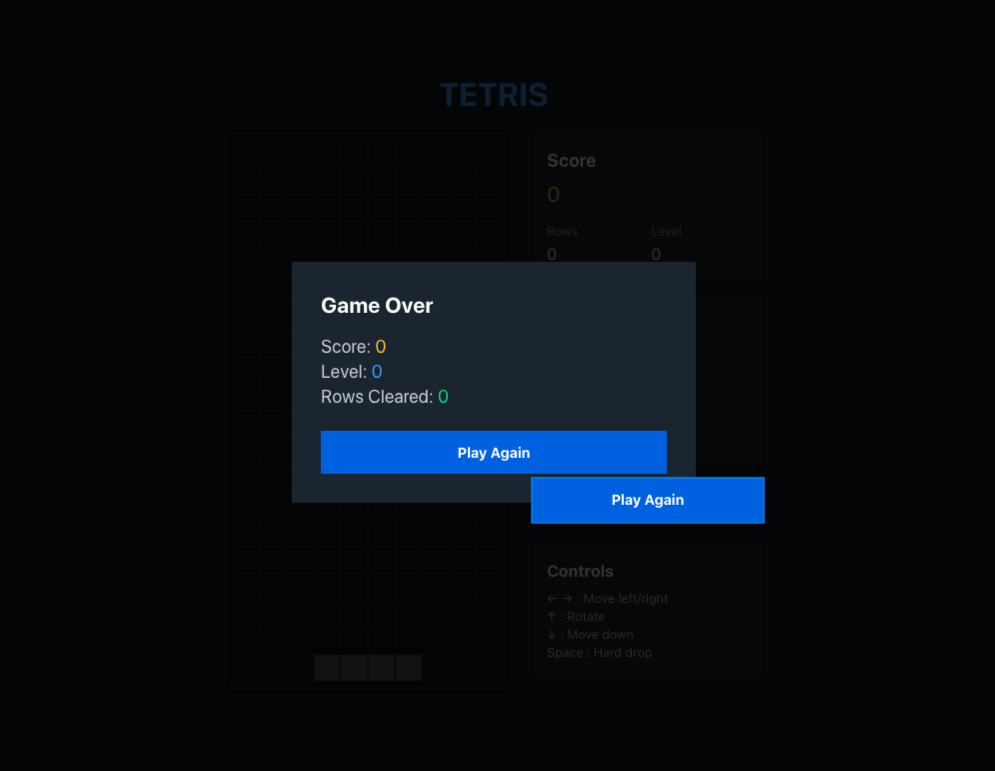 TETRIS
Score
0
Rows Level
0 0
Game Over
Score: 0
Level: 0
Rows Cleared: 0
Play Again
Play Again
Controls
← → : Move left/right
↑ : Rotate
↓ : Move down
Space : Hard drop